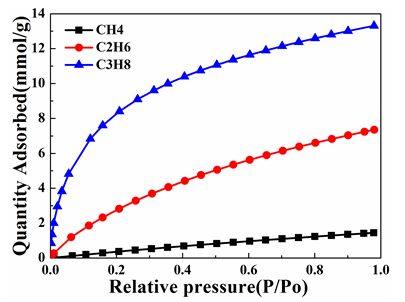 14
12
10
8
6
4
2
0
Quantity Adsorbed(mmol/g)
CH4
C2H6
C3H8
0.0 0.2 0.4 0.6 0.8 1.0
Relative pressure(P/Po)